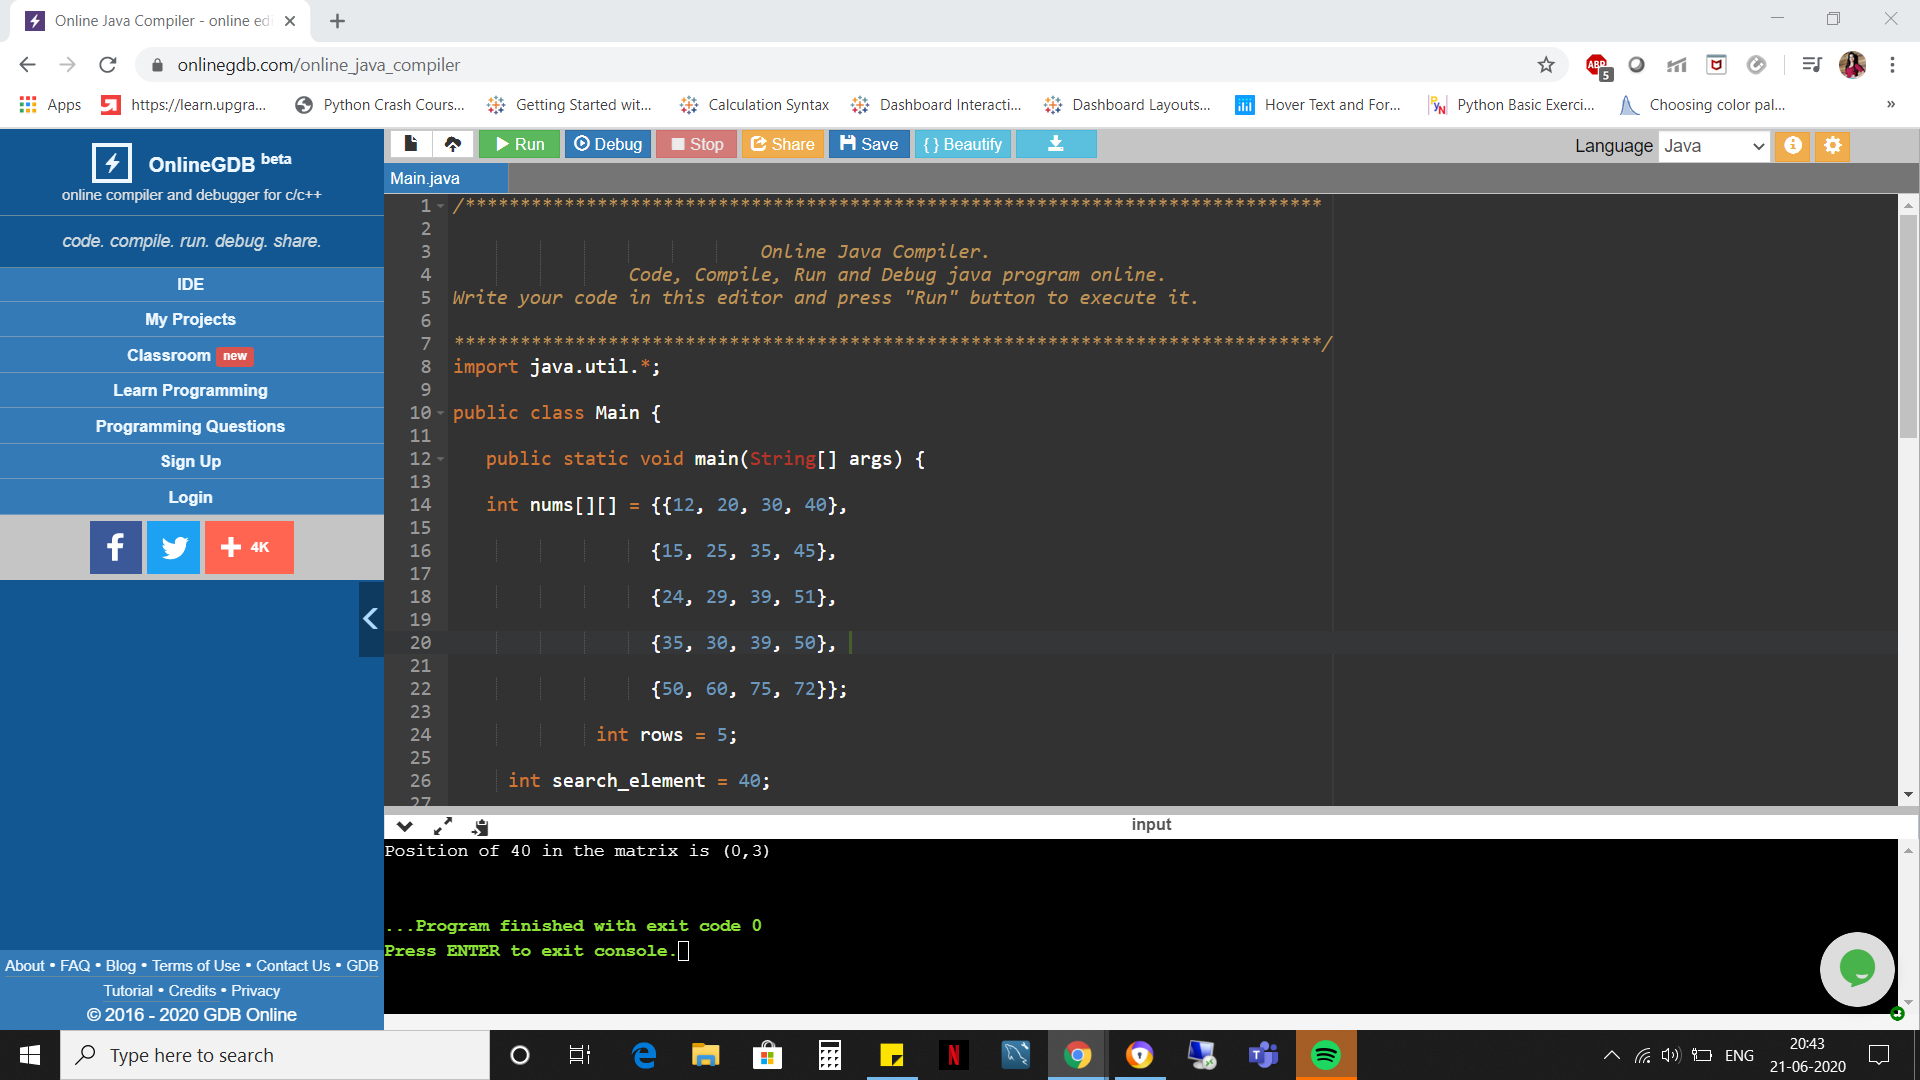 Online Java Compiler - online edi
onlinegdb.com/online_java_compiler
ABP
5
Apps
https://learn.upgra...
Python Crash Cours...
Getting Started wit...
Calculation Syntax
Dashboard Interacti...
Dashboard Layouts...
Hover Text and For...
Python Basic Exerci...
Choosing color pal...
»
OnlineGDB beta
online compiler and debugger for c/c++
code. compile. run. debug. share.
IDE
My Projects
Classroom new
Learn Programming
Programming Questions
Sign Up
Login
4K
About • FAQ • Blog • Terms of Use • Contact Us • GDB
Tutorial • Credits • Privacy
© 2016 - 2020 GDB Online
Run
Debug
Stop
Share
Save
{ } Beautify
Language Java
Main.java
1 /******************************************************************************
2
3 Online Java Compiler.
4 Code, Compile, Run and Debug java program online.
5 Write your code in this editor and press "Run" button to execute it.
6
7 *******************************************************************************/
8 import java.util.*;
9
10 public class Main {
11
12 public static void main(String[] args) {
13
14 int nums[][] = {{12, 20, 30, 40},
15
16 {15, 25, 35, 45},
17
18 {24, 29, 39, 51},
19
20 {35, 30, 39, 50},
21
22 {50, 60, 75, 72}};
23
24 int rows = 5;
25
26 int search_element = 40;
27
input
Position of 40 in the matrix is (0,3)
...Program finished with exit code 0
Press ENTER to exit console.
Type here to search
ENG
20:43
21-06-2020